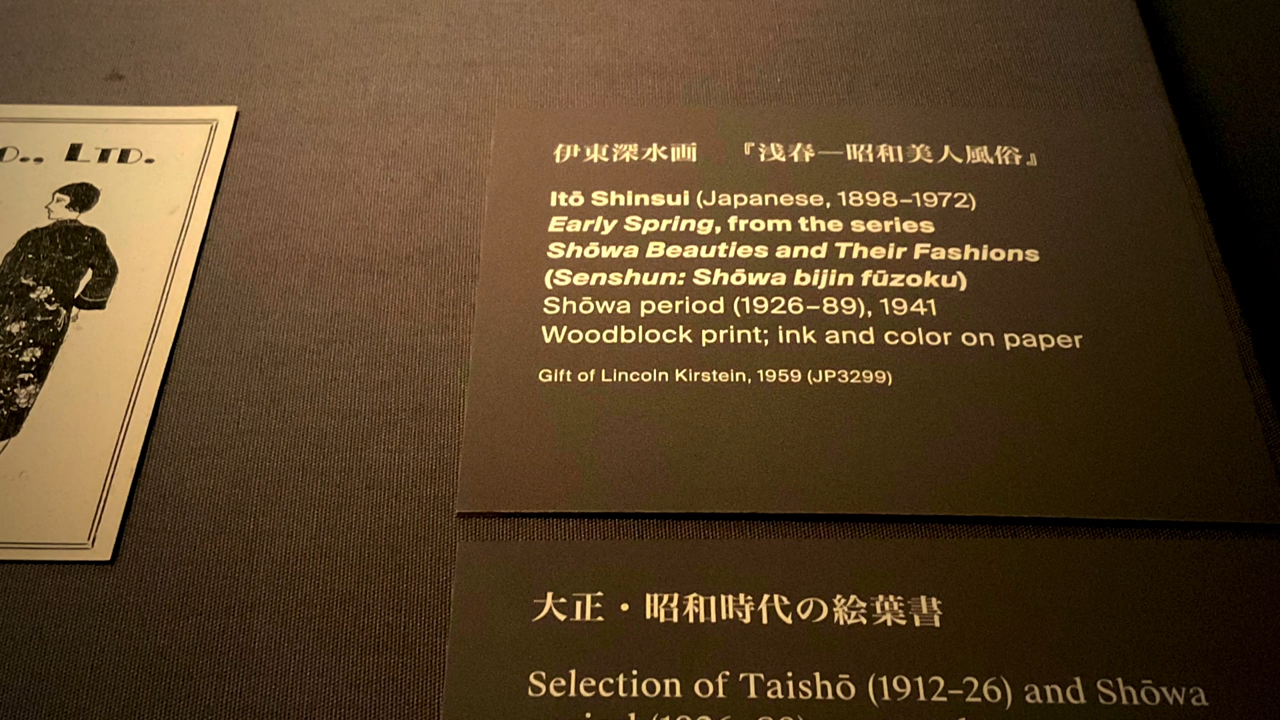 LTD.
伊東深水画 『浅春—昭和美人風俗』
Itō Shinsui (Japanese, 1898–1972)
Early Spring, from the series
Shōwa Beauties and Their Fashions
(Senshun: Shōwa bijin fūzoku)
Shōwa period (1926–89), 1941
Woodblock print; ink and color on paper
Gift of Lincoln Kirstein, 1959 (JP3299)
大正・昭和時代の絵葉書
Selection of Taishō (1912–26) and Shōwa